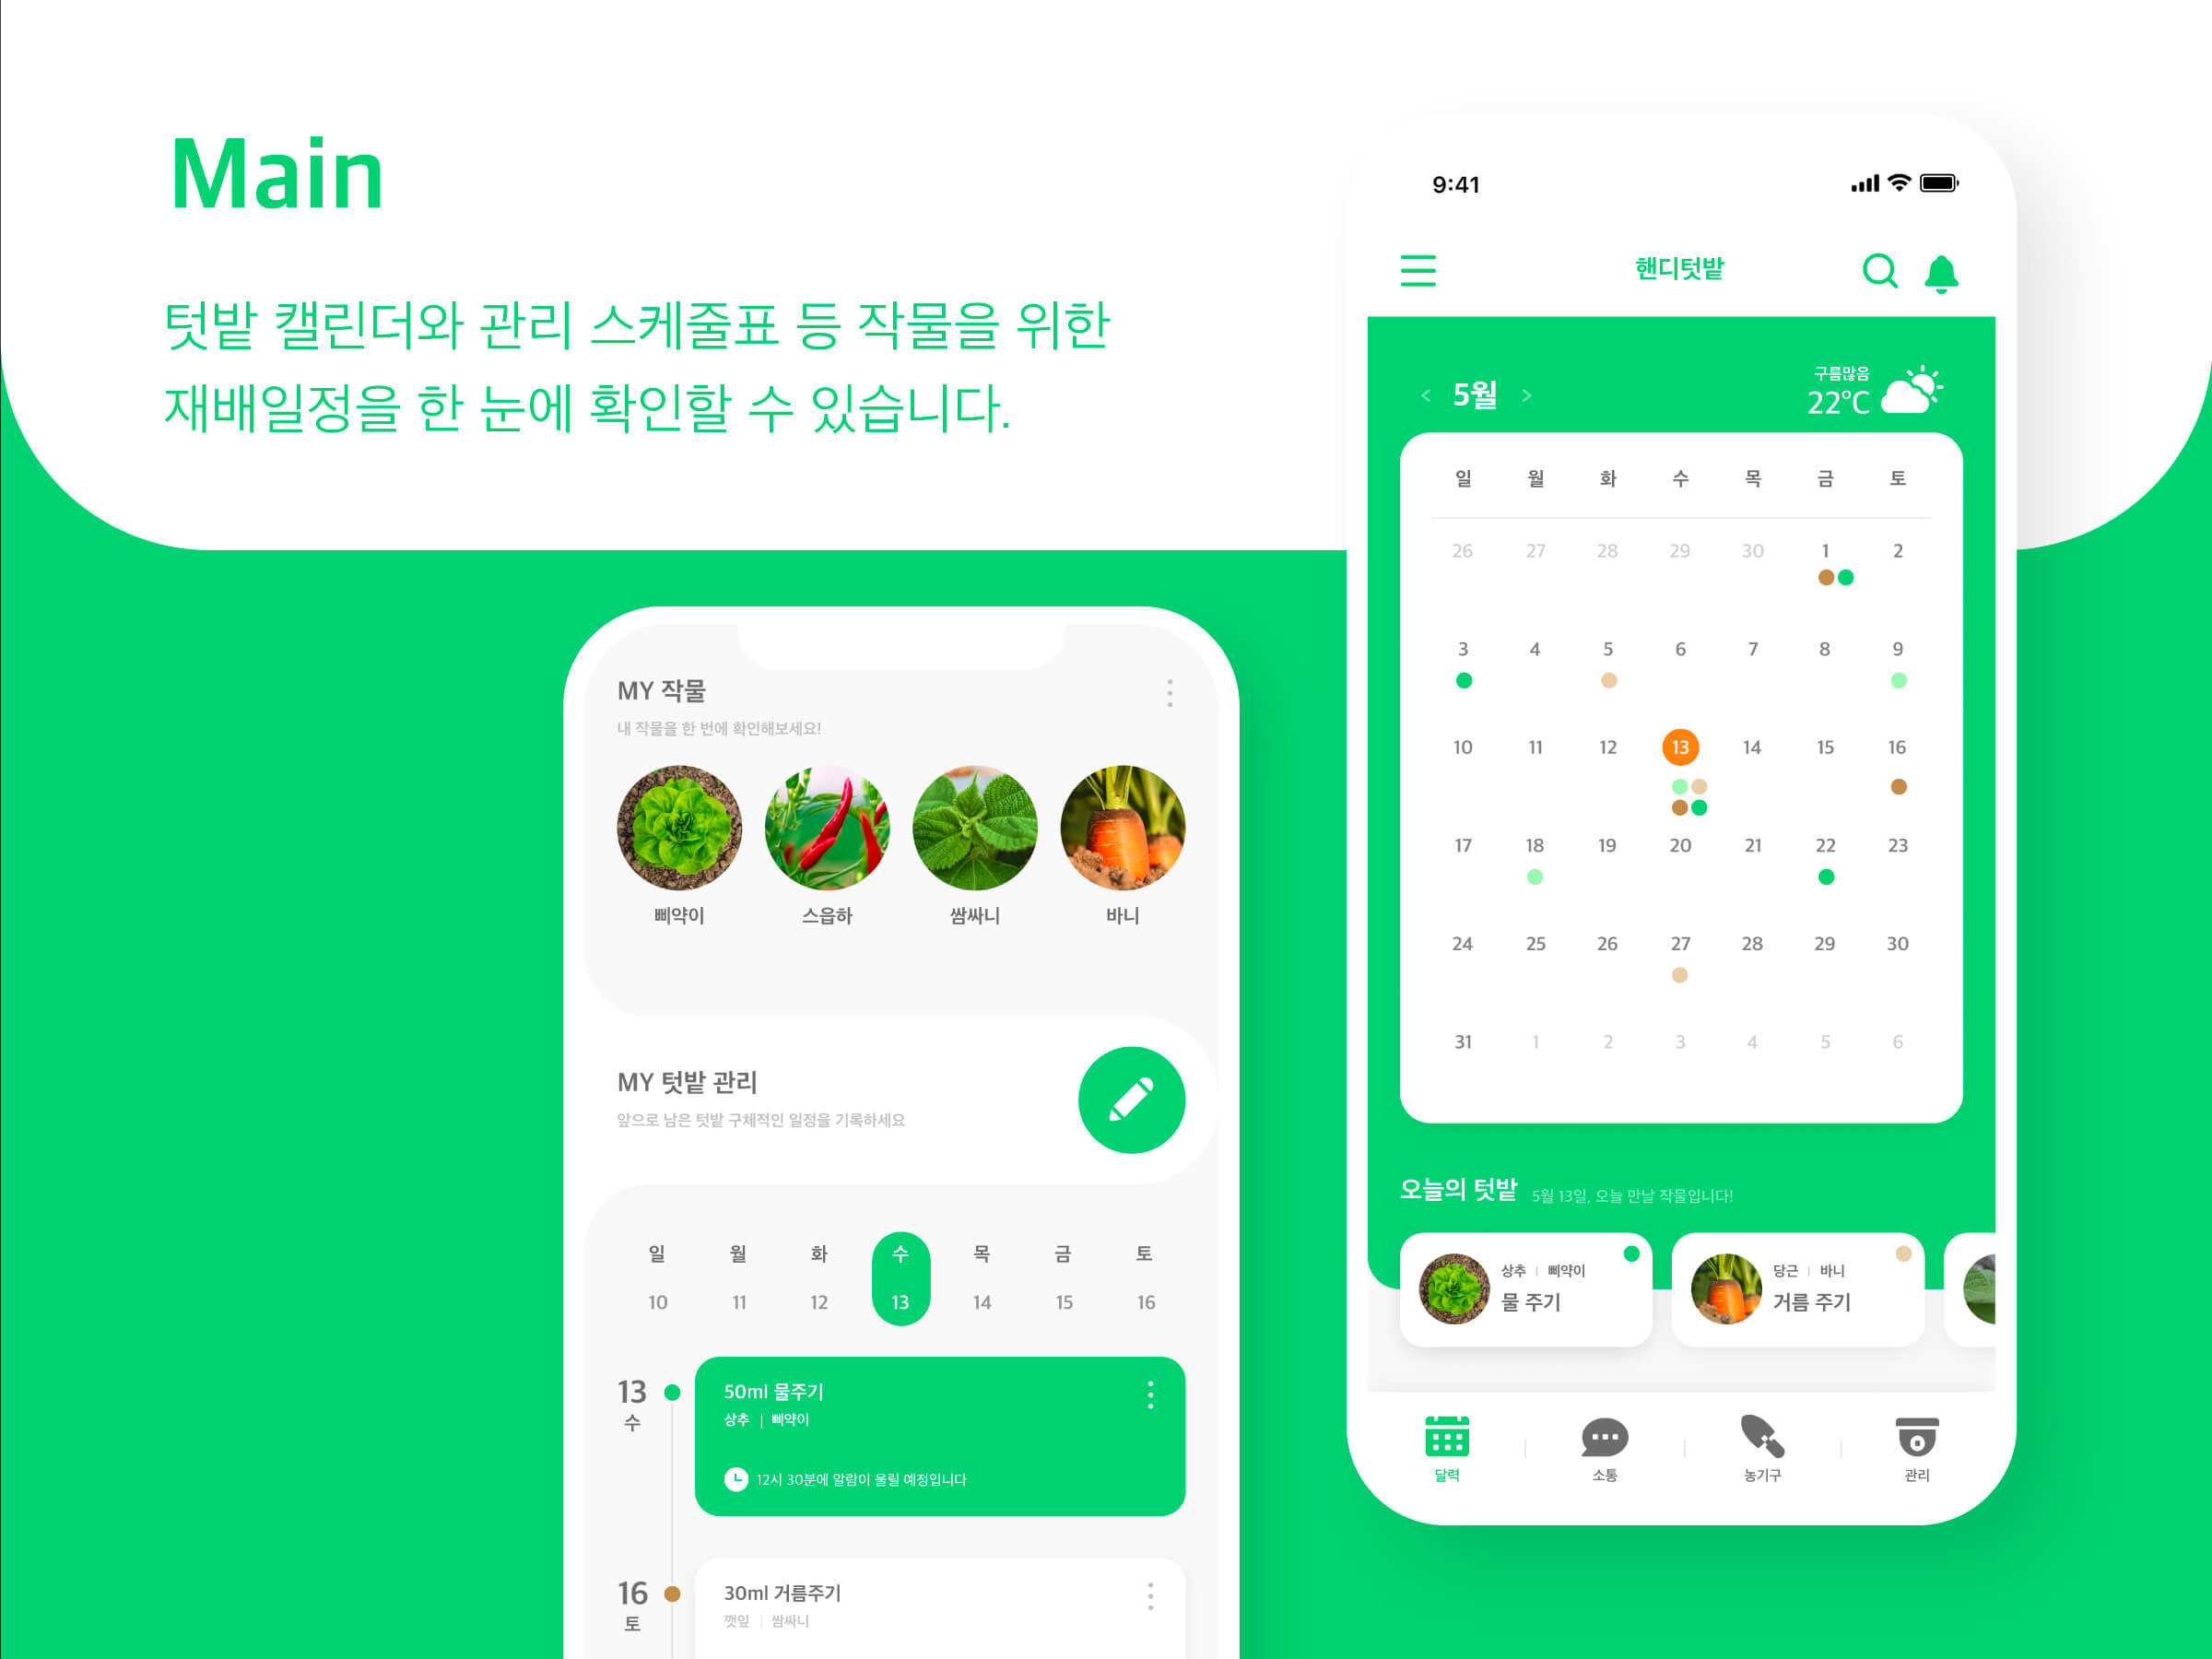 Main
텃밭 캘린더와 관리 스케줄표 등 작물을 위한
재배일정을 한 눈에 확인할 수 있습니다.
MY 작물
내 작물을 한 번에 확인해보세요!
삐약이 스읍하 쌈싸니 바니
MY 텃밭 관리
앞으로 남은 텃밭 구체적인 일정을 기록하세요
일 월 화 수 목 금 토
10 11 12 13 14 15 16
13
수
50ml 물주기
상추 | 삐약이
12시 30분에 알람이 울릴 예정입니다
16
토
30ml 거름주기
깻잎 | 쌈싸니
9:41
핸디텃밭
< 5월 >
구름많음
22°C
일 월 화 수 목 금 토
26 27 28 29 30 1 2
3 4 5 6 7 8 9
10 11 12 13 14 15 16
17 18 19 20 21 22 23
24 25 26 27 28 29 30
31 1 2 3 4 5 6
오늘의 텃밭 5월 13일, 오늘 만날 작물입니다!
상추 | 삐약이
물 주기
당근 | 바니
거름 주기
달력 소통 농기구 관리